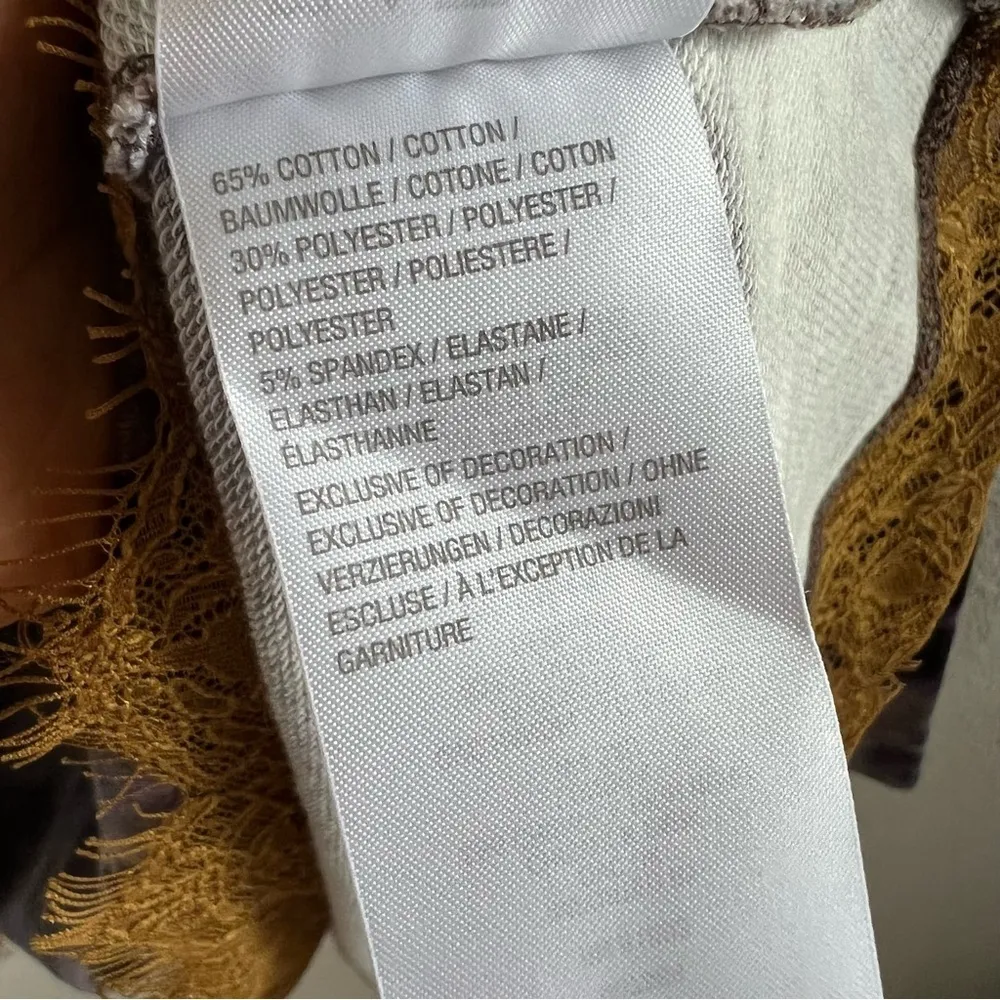 65% COTTON / COTTON /
BAUMWOLLE / COTONE / COTON
30% POLYESTER / POLYESTER /
POLYESTER / POLIESTERE /
POLYESTER
5% SPANDEX / ELASTANE /
ELASTHAN / ELASTAN /
ÉLASTHANNE
EXCLUSIVE OF DECORATION /
EXCLUSIVE OF DECORATION / OHNE
VERZIERUNGEN / DECORAZIONI
ESCLUSE / À L'EXCEPTION DE LA
GARNITURE